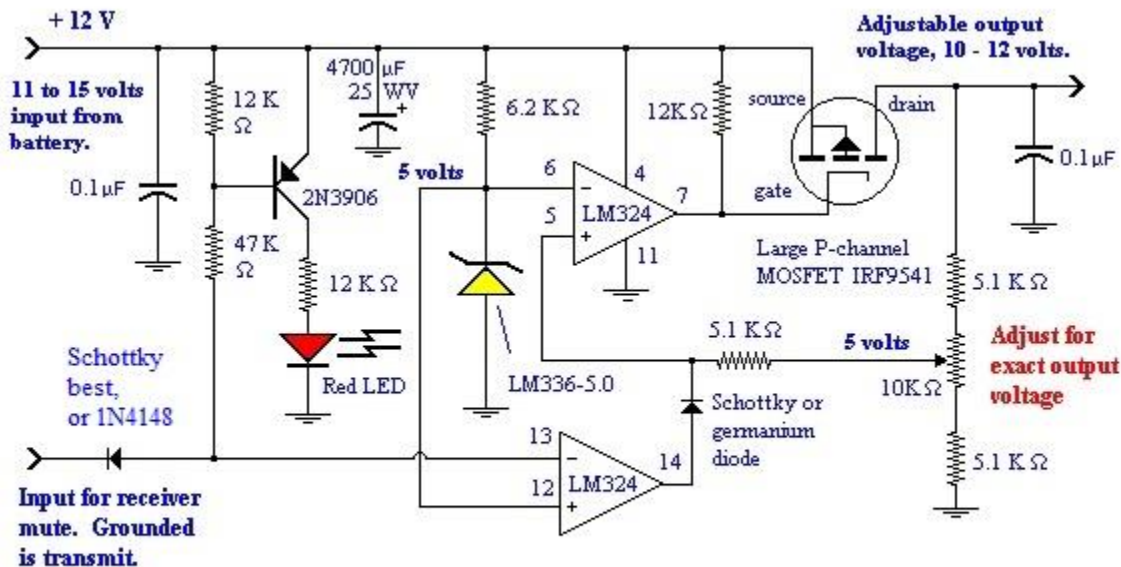 + 12 V
Adjustable output
voltage, 10 - 12 volts.
11 to 15 volts
input from
battery.
12 K
Ω
4700 µF
25 WV
+
6.2 K Ω
12K Ω
source
drain
0.1µF
2N3906
5 volts
6
−
4
LM324
7
5
+
11
gate
0.1µF
47 K
Ω
12 K Ω
Large P-channel
MOSFET IRF9541
5.1 K Ω
Schottky
best,
or 1N4148
Red LED
LM336-5.0
5.1 K Ω
5 volts
10K Ω
Adjust for
exact output
voltage
Schottky or
germanium
diode
13
−
14
LM324
12
+
5.1 K Ω
Input for receiver
mute. Grounded
is transmit.